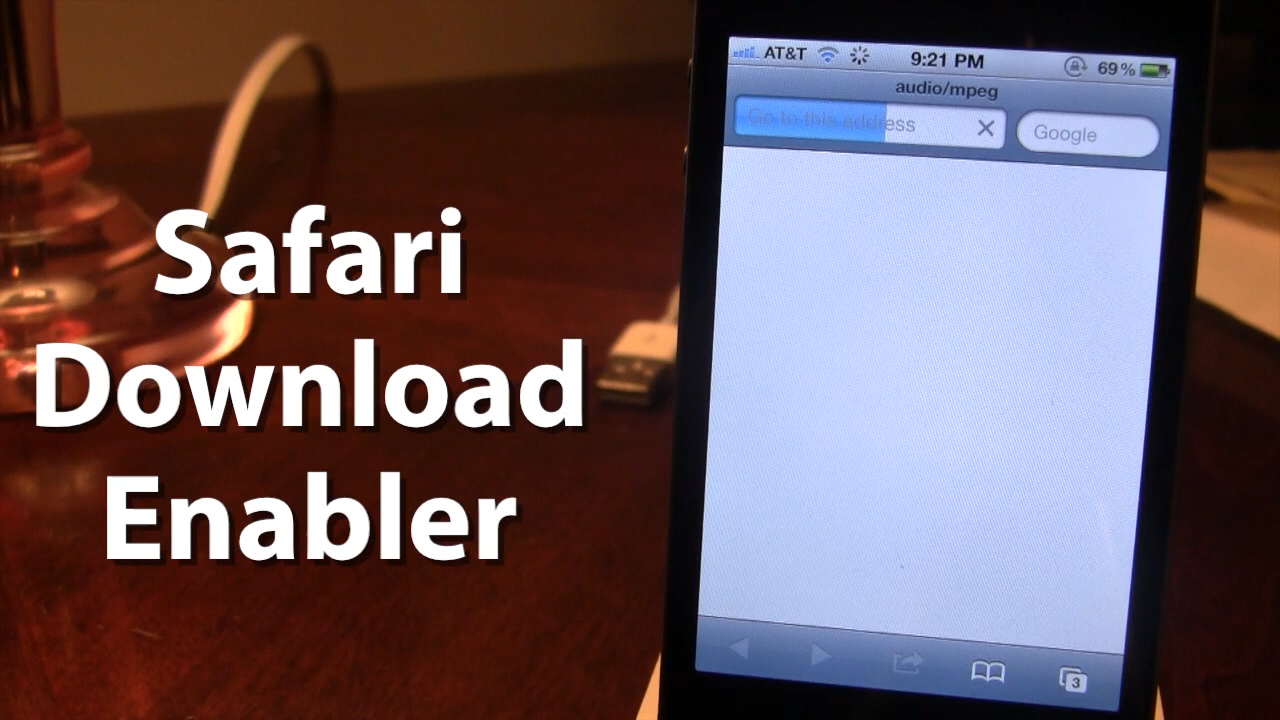 Safari
Download
Enabler
AT&T 9:21 PM 69%
audio/mpeg
Go to this address
Google
3